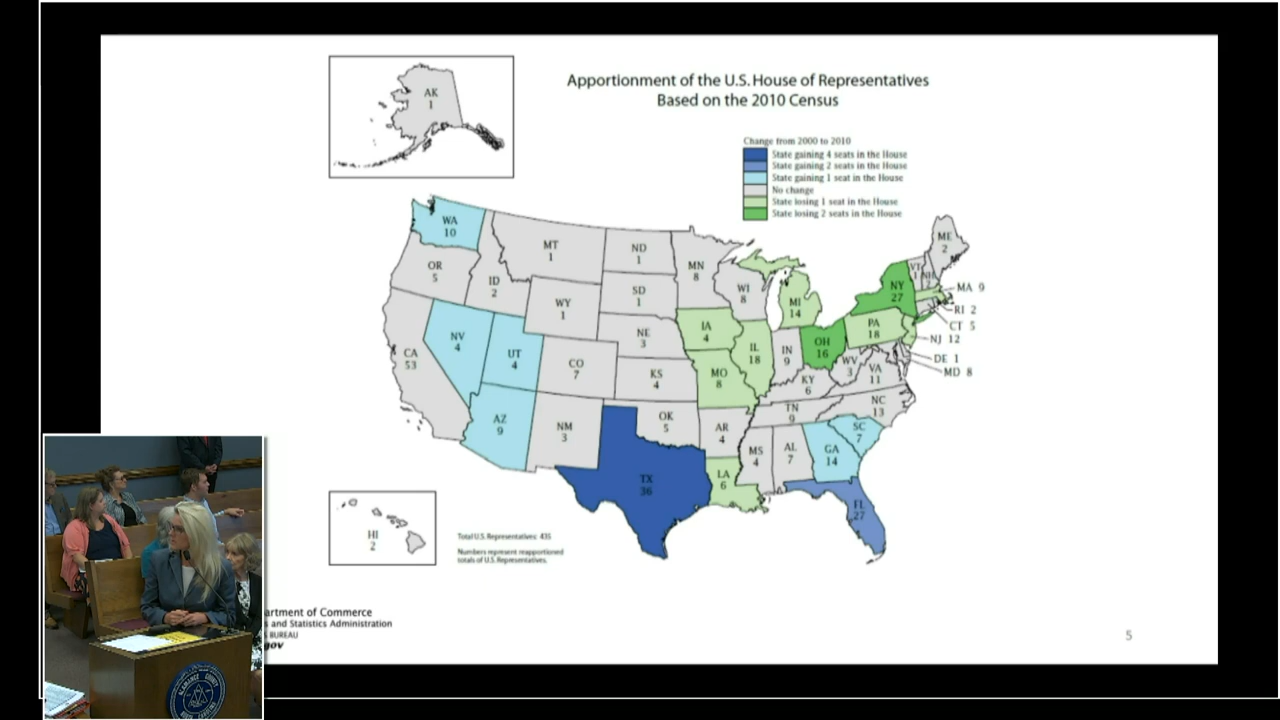 Apportionment of the U.S. House of Representatives
Based on the 2010 Census
Change from 2000 to 2010
State gaining 4 seats in the House
State gaining 2 seats in the House
State gaining 1 seat in the House
No change
State losing 1 seat in the House
State losing 2 seats in the House
AK
1
WA
10
MT
1
ND
1
MN
8
ME
2
OR
5
ID
2
SD
1
WI
8
MI
14
VT
1
NH
2
NY
27
MA 9
RI 2
CT 5
NJ 12
DE 1
MD 8
WY
1
NV
4
UT
4
CA
53
CO
7
NE
3
IA
4
IL
18
IN
9
OH
16
PA
18
WV
3
VA
11
KS
4
MO
8
KY
6
NC
13
TN
9
AZ
9
NM
3
OK
5
AR
4
SC
7
MS
4
AL
7
GA
14
TX
36
LA
6
FL
27
HI
2
Total U.S. Representatives: 435
Numbers represent reapportioned
totals of U.S. Representatives.
artment of Commerce
s and Statistics Administration
BUREAU
gov
5
ALAMANCE COUNTY
NORTH CAROLINA